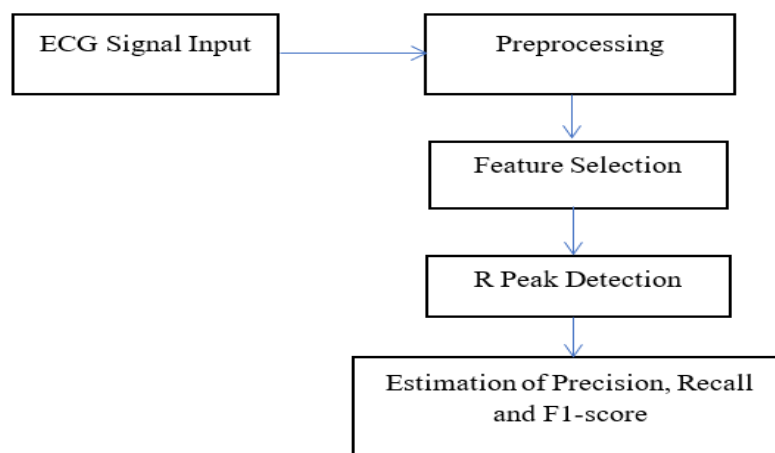 ECG Signal Input
Preprocessing
Feature Selection
R Peak Detection
Estimation of Precision, Recall
and F1-score